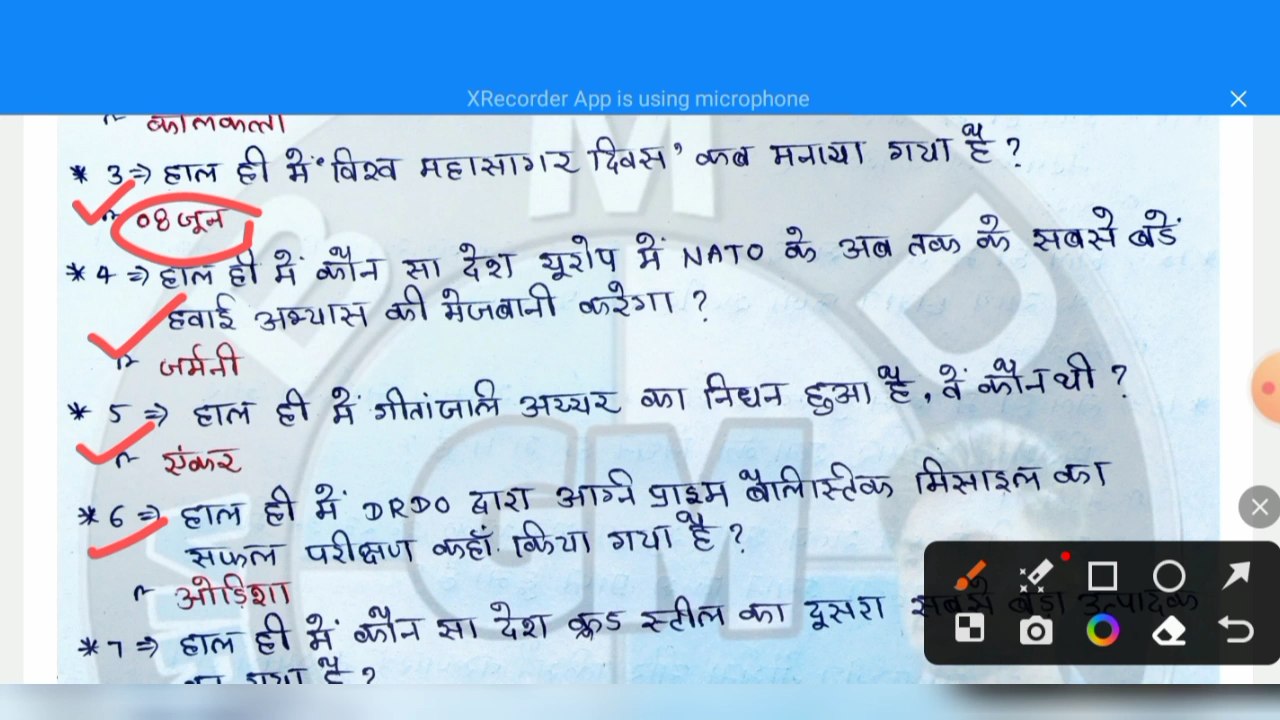 XRecorder App is using microphone
कोलकता
* 3 ⇒ हाल ही में "विश्व महासागर दिवस" कब मनाया गया है ?
08 जून
* 4 ⇒ हाल ही में कौन सा देश यूरोप में NATO के अब तक के सबसे बडें
हवाई अभ्यास की मेजबानी करेगा ?
जर्मनी
* 5 ⇒ हाल ही में गीतांजलि अय्यर का निधन हुआ है, वें कौन थी ?
एंकर
* 6 ⇒ हाल ही में DRDO द्वारा अग्नि प्राइम बैलिस्टिक मिसाइल का
सफल परीक्षण कहाँ किया गया है ?
ओडिशा
* 7 ⇒ हाल ही में कौन सा देश क्रूड स्टील का दूसरा सबसे बडा उत्पादक
गया है ?